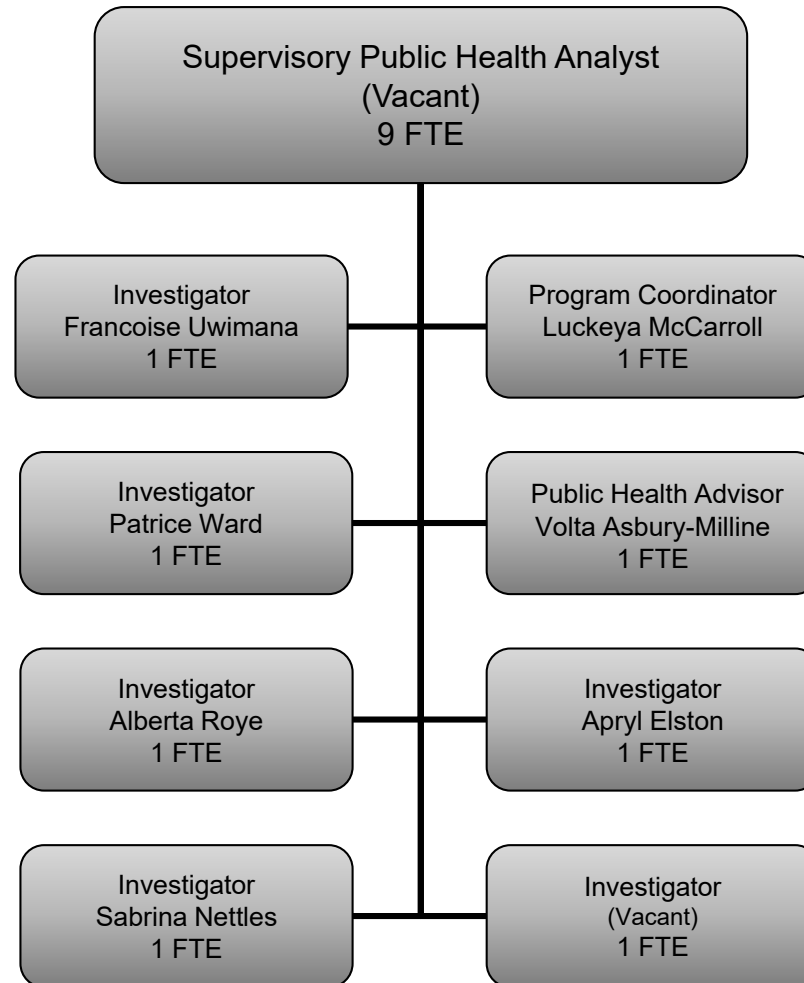 Supervisory Public Health Analyst
(Vacant)
9 FTE
Investigator
Francoise Uwimana
1 FTE
Program Coordinator
Luckeya McCarroll
1 FTE
Investigator
Patrice Ward
1 FTE
Public Health Advisor
Volta Asbury-Milline
1 FTE
Investigator
Alberta Roye
1 FTE
Investigator
Apryl Elston
1 FTE
Investigator
Sabrina Nettles
1 FTE
Investigator
(Vacant)
1 FTE